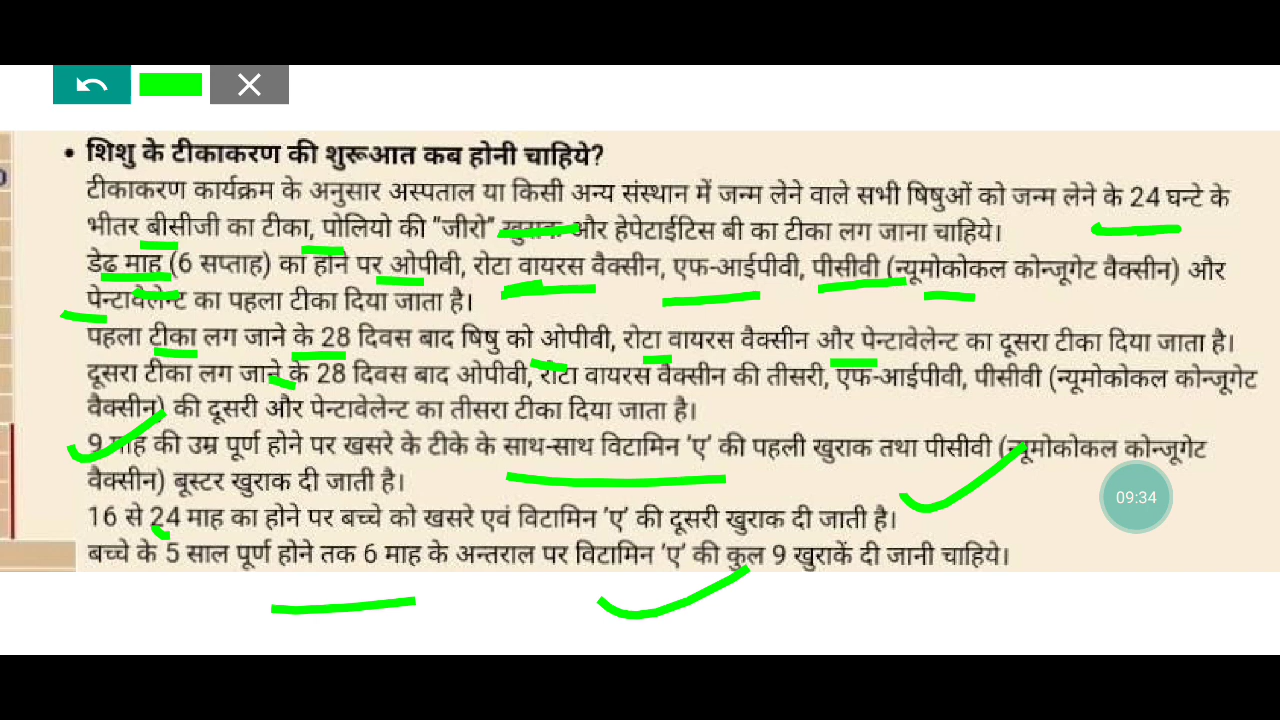 • शिशु के टीकाकरण की शुरूआत कब होनी चाहिये?
टीकाकरण कार्यक्रम के अनुसार अस्पताल या किसी अन्य संस्थान में जन्म लेने वाले सभी षिषुओं को जन्म लेने के 24 घन्टे के
भीतर बीसीजी का टीका, पोलियो की "जीरो" खुराक और हेपेटाईटिस बी का टीका लग जाना चाहिये।
डेढ माह (6 सप्ताह) का होने पर ओपीवी, रोटा वायरस वैक्सीन, एफ-आईपीवी, पीसीवी (न्यूमोकोकल कोन्जूगेट वैक्सीन) और
पेन्टावेलेन्ट का पहला टीका दिया जाता है।
पहला टीका लग जाने के 28 दिवस बाद षिषु को ओपीवी, रोटा वायरस वैक्सीन और पेन्टावेलेन्ट का दूसरा टीका दिया जाता है।
दूसरा टीका लग जाने के 28 दिवस बाद ओपीवी, रोटा वायरस वैक्सीन की तीसरी, एफ-आईपीवी, पीसीवी (न्यूमोकोकल कोन्जूगेट
वैक्सीन) की दूसरी और पेन्टावेलेन्ट का तीसरा टीका दिया जाता है।
9 माह की उम्र पूर्ण होने पर खसरे के टीके के साथ-साथ विटामिन 'ए' की पहली खुराक तथा पीसीवी (न्यूमोकोकल कोन्जूगेट
वैक्सीन) बूस्टर खुराक दी जाती है।
16 से 24 माह का होने पर बच्चे को खसरे एवं विटामिन 'ए' की दूसरी खुराक दी जाती है।
बच्चे के 5 साल पूर्ण होने तक 6 माह के अन्तराल पर विटामिन 'ए' की कुल 9 खुराकें दी जानी चाहिये।
09:34